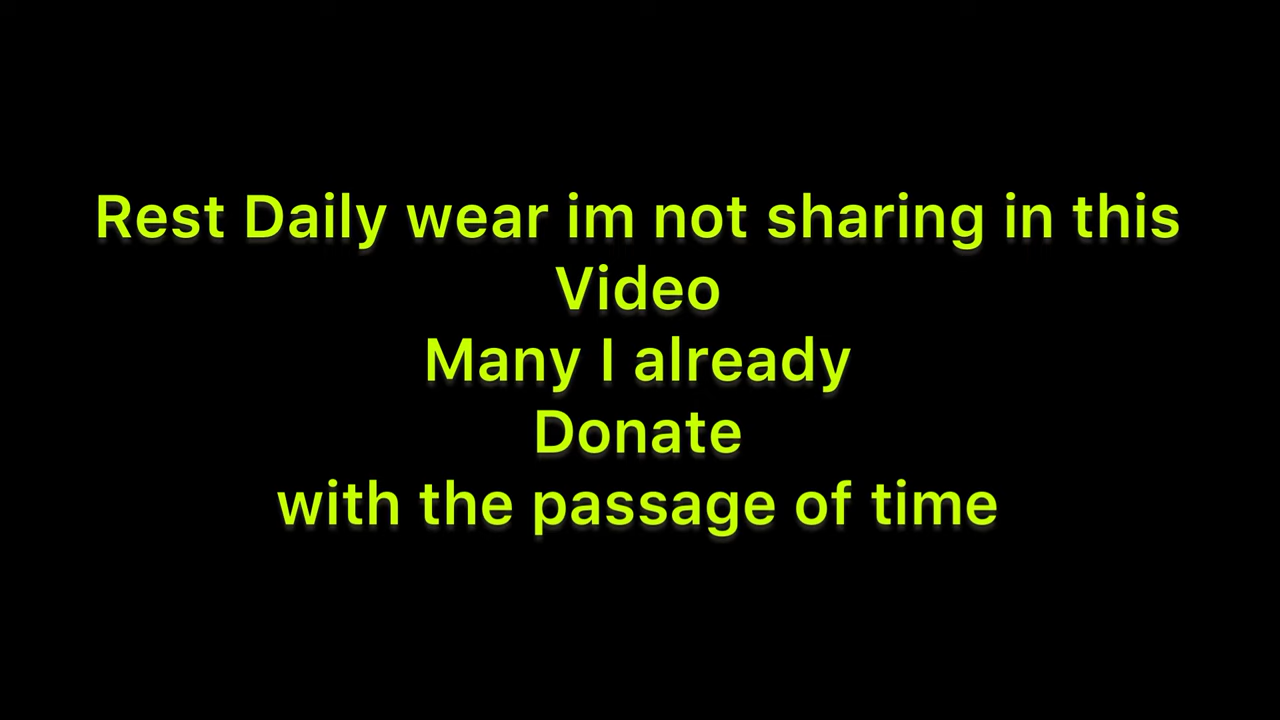 Rest Daily wear im not sharing in this
Video
Many I already
Donate
with the passage of time